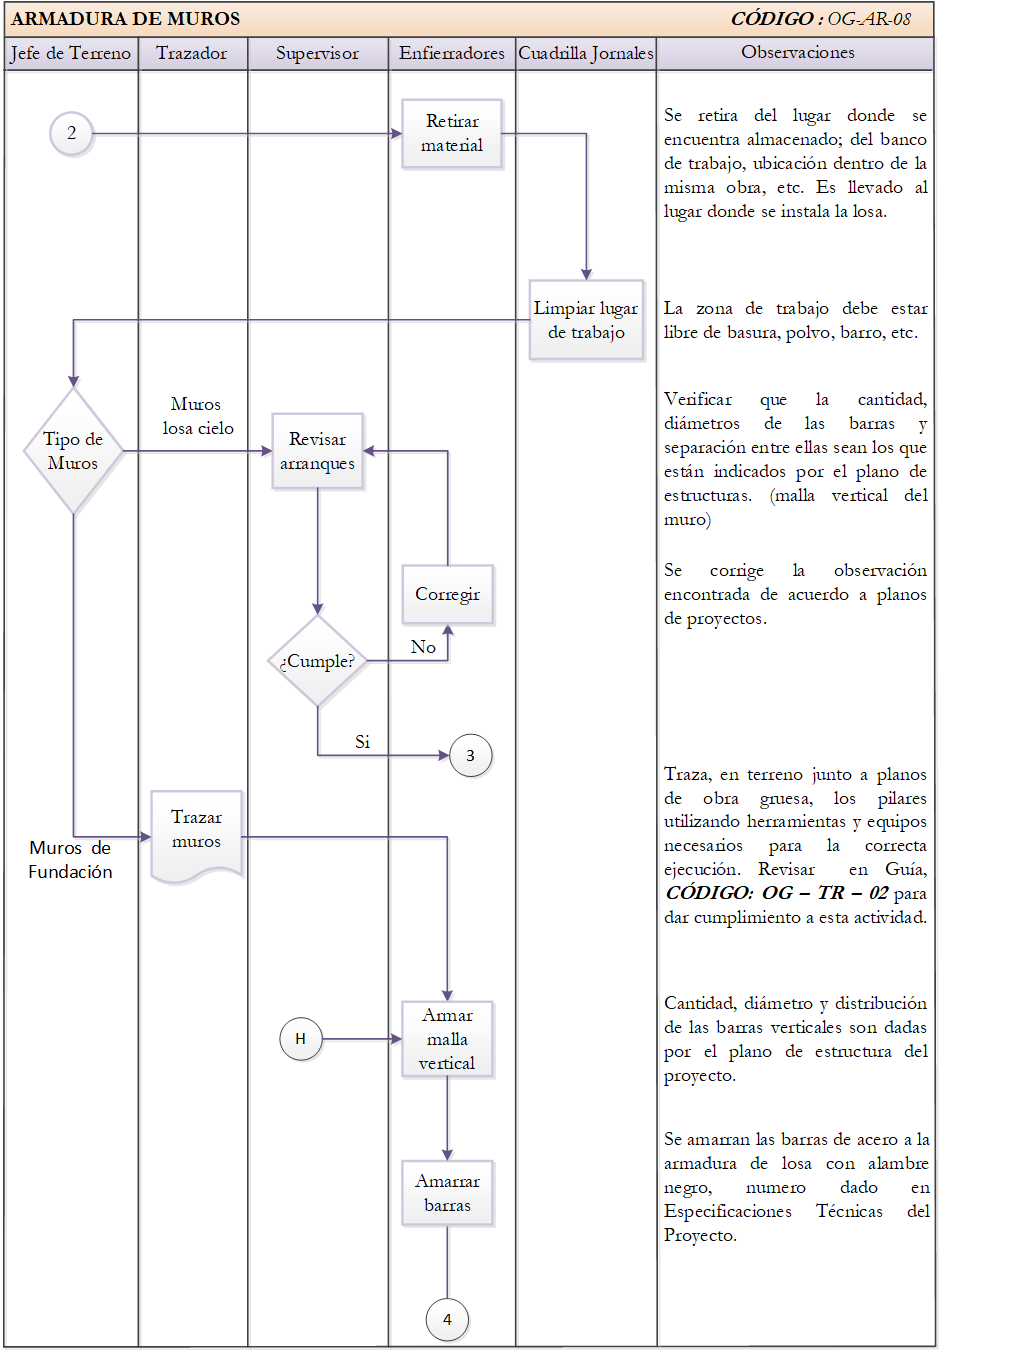 ARMADURA DE MUROS
CÓDIGO : OG-AR-08
Jefe de Terreno
Trazador
Supervisor
Enfierradores
Cuadrilla Jornales
Observaciones
2
Retirar
material
Se retira del lugar donde se
encuentra almacenado; del banco
de trabajo, ubicación dentro de la
misma obra, etc. Es llevado al
lugar donde se instala la losa.
Limpiar lugar
de trabajo
La zona de trabajo debe estar
libre de basura, polvo, barro, etc.
Tipo de
Muros
Muros
losa cielo
Revisar
arranques
Verificar que la cantidad,
diámetros de las barras y
separación entre ellas sean los que
están indicados por el plano de
estructuras. (malla vertical del
muro)
Corregir
Se corrige la observación
encontrada de acuerdo a planos
de proyectos.
¿Cumple?
No
Si
3
Muros de
Fundación
Trazar
muros
Traza, en terreno junto a planos
de obra gruesa, los pilares
utilizando herramientas y equipos
necesarios para la correcta
ejecución. Revisar en Guía,
CÓDIGO: OG – TR – 02 para
dar cumplimiento a esta actividad.
H
Armar
malla
vertical
Cantidad, diámetro y distribución
de las barras verticales son dadas
por el plano de estructura del
proyecto.
Amarrar
barras
Se amarran las barras de acero a la
armadura de losa con alambre
negro, numero dado en
Especificaciones Técnicas del
Proyecto.
4